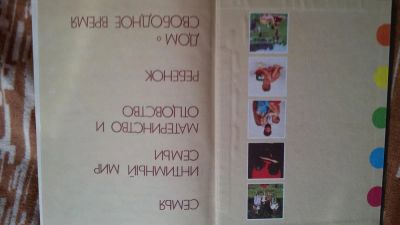 СЕМЬЯ
ИНТИМНЫЙ МИР
СЕМЬИ
МАТЕРИНСТВО И
ОТЦОВСТВО
РЕБЕНОК
ДОМ °
СВОБОДНОЕ ВРЕМЯ